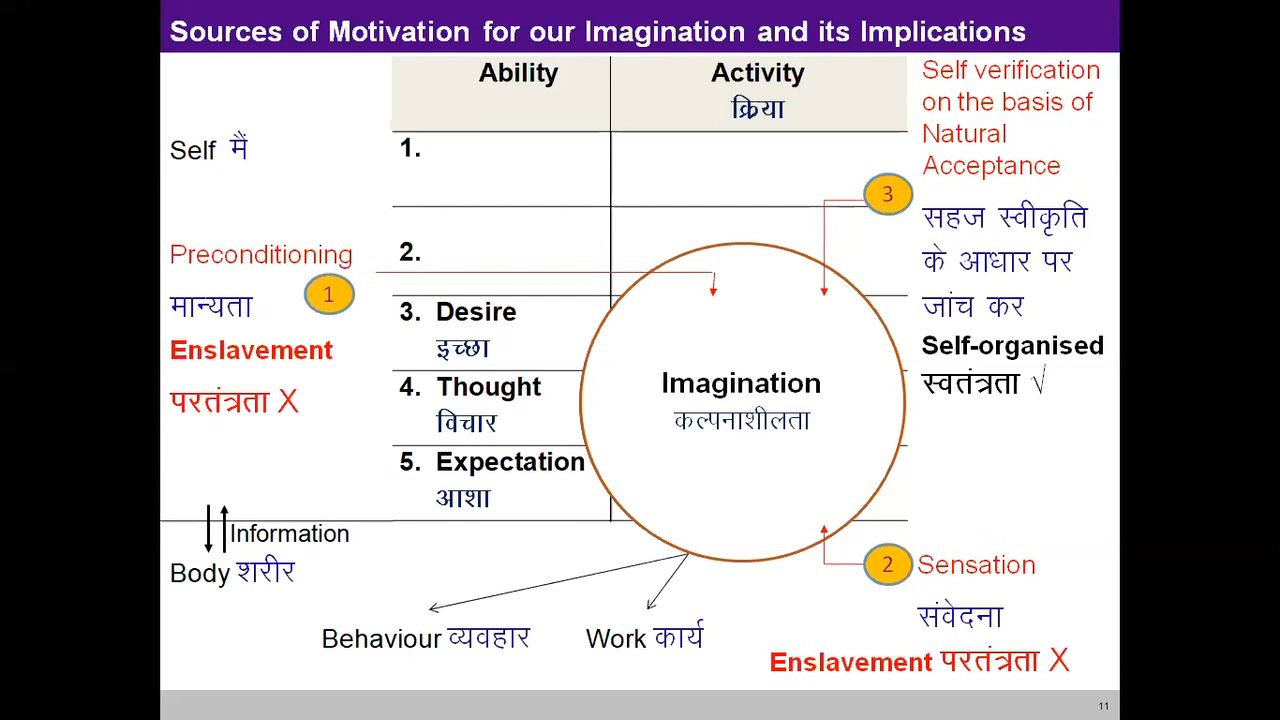 Sources of Motivation for our Imagination and its Implications
Ability
Activity
क्रिया
Self verification
on the basis of
Natural
Acceptance
सहज स्वीकृति
के आधार पर
जांच कर
Self-organised
स्वतंत्रता √
Self मैं
1.
3
Preconditioning
मान्यता
1
Enslavement
परतंत्रता X
2.
3. Desire
इच्छा
4. Thought
विचार
5. Expectation
आशा
Imagination
कल्पनाशीलता
Information
Body शरीर
2
Sensation
संवेदना
Enslavement परतंत्रता X
Behaviour व्यवहार
Work कार्य
11